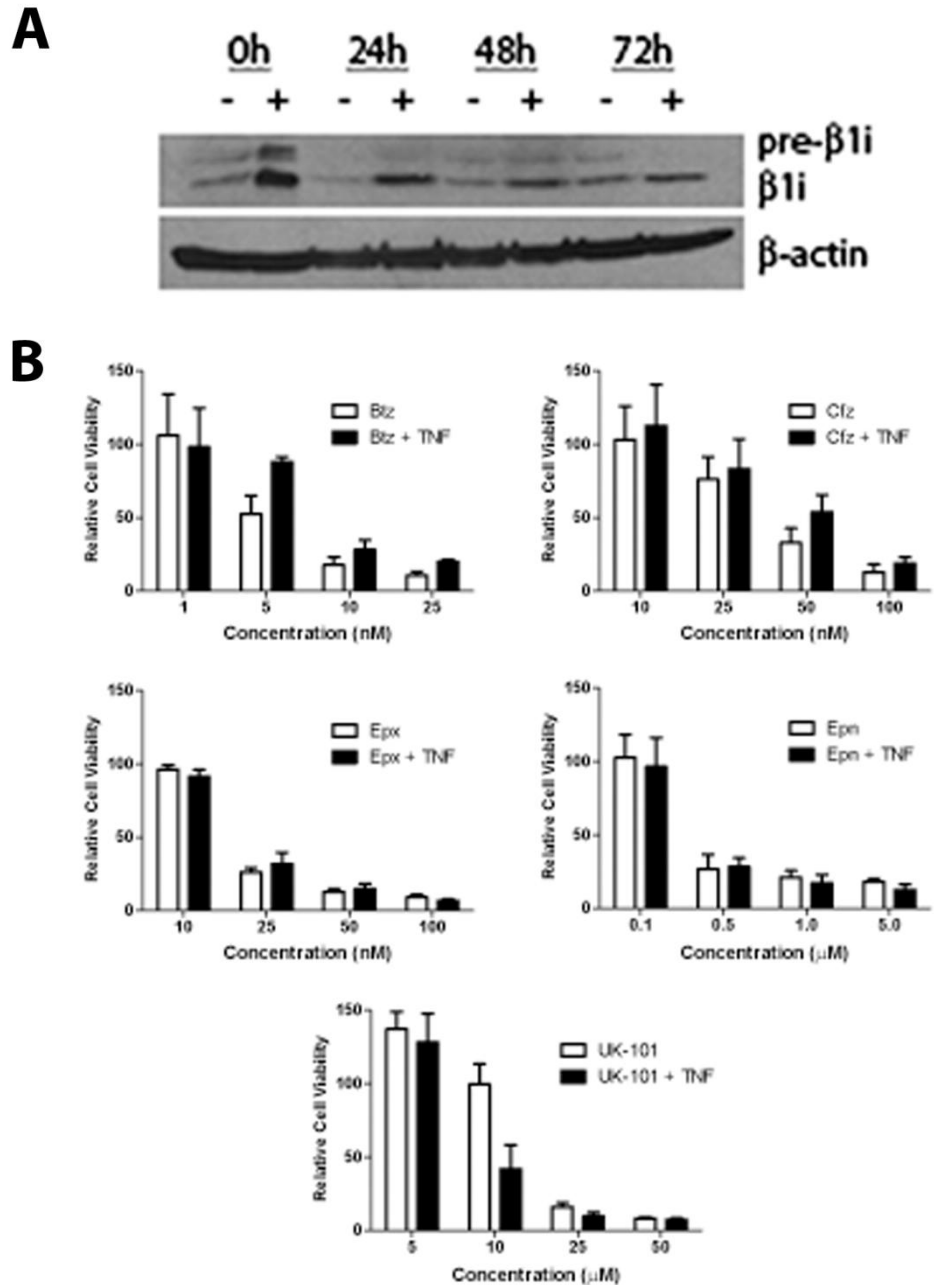 A
0h 24h 48h 72h
- + - + - + - +
pre-β1i
β1i
β-actin
B
150
100
50
0
Relative Cell Viability
Btz
Btz + TNF
1 5 10 25
Concentration (nM)
150
100
50
0
Relative Cell Viability
Cfz
Cfz + TNF
10 25 50 100
Concentration (nM)
150
100
50
0
Relative Cell Viability
Epx
Epx + TNF
10 25 50 100
Concentration (nM)
150
100
50
0
Relative Cell Viability
Epn
Epn + TNF
0.1 0.5 1.0 5.0
Concentration (μM)
150
100
50
0
Relative Cell Viability
UK-101
UK-101 + TNF
5 10 25 50
Concentration (μM)